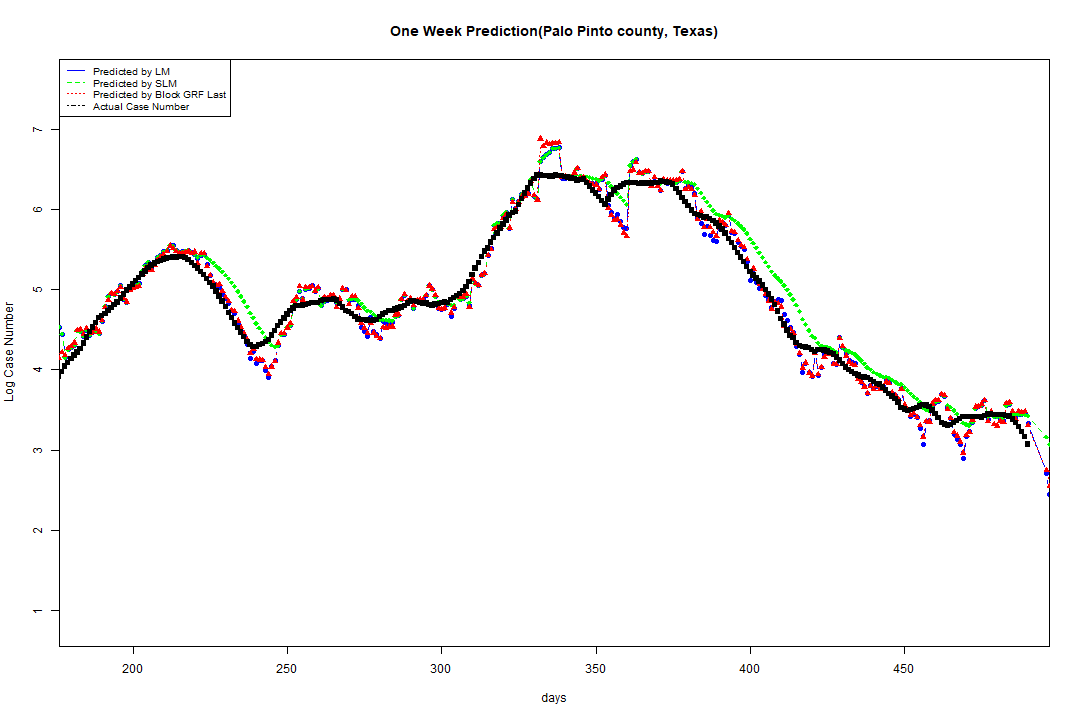 One Week Prediction(Palo Pinto county, Texas)
Predicted by LM
Predicted by SLM
Predicted by Block GRF Last
Actual Case Number
Log Case Number
7
6
5
4
3
2
1
200 250 300 350 400 450
days